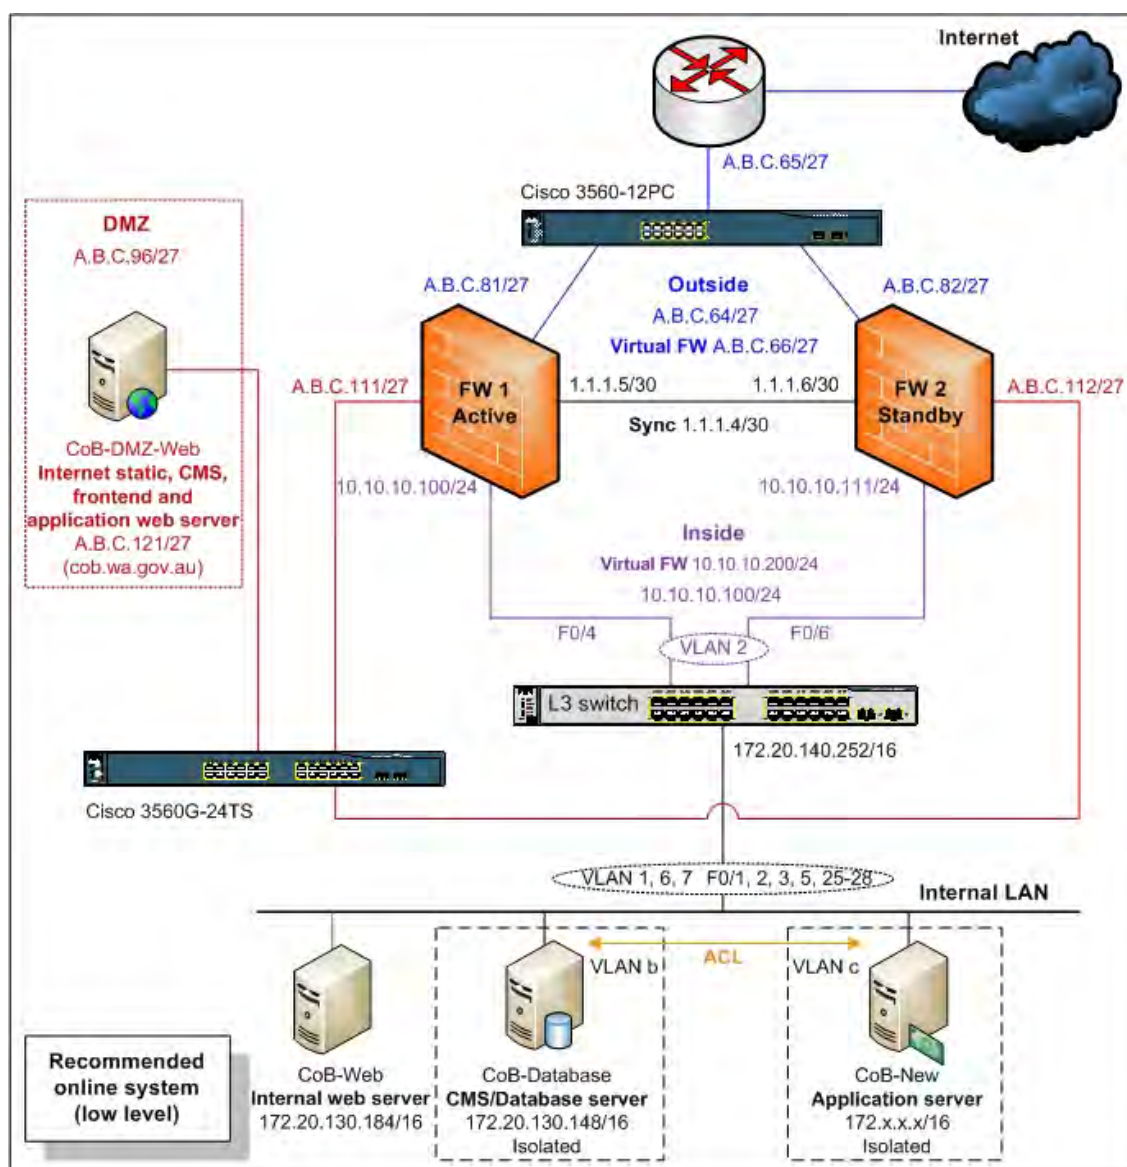 Internet
A.B.C.65/27
Cisco 3560-12PC
DMZ
A.B.C.96/27
A.B.C.81/27
Outside
A.B.C.82/27
A.B.C.64/27
Virtual FW A.B.C.66/27
A.B.C.111/27
FW 1
Active
1.1.1.5/30
1.1.1.6/30
FW 2
Standby
A.B.C.112/27
Sync 1.1.1.4/30
CoB-DMZ-Web
Internet static, CMS,
frontend and
application web server
A.B.C.121/27
(cob.wa.gov.au)
10.10.10.100/24
10.10.10.111/24
Inside
Virtual FW 10.10.10.200/24
10.10.10.100/24
F0/4
F0/6
VLAN 2
L3 switch
172.20.140.252/16
Cisco 3560G-24TS
VLAN 1, 6, 7 F0/1, 2, 3, 5, 25-28
Internal LAN
VLAN b
ACL
VLAN c
CoB-Web
Internal web server
172.20.130.184/16
CoB-Database
CMS/Database server
172.20.130.148/16
Isolated
CoB-New
Application server
172.x.x.x/16
Isolated
Recommended
online system
(low level)